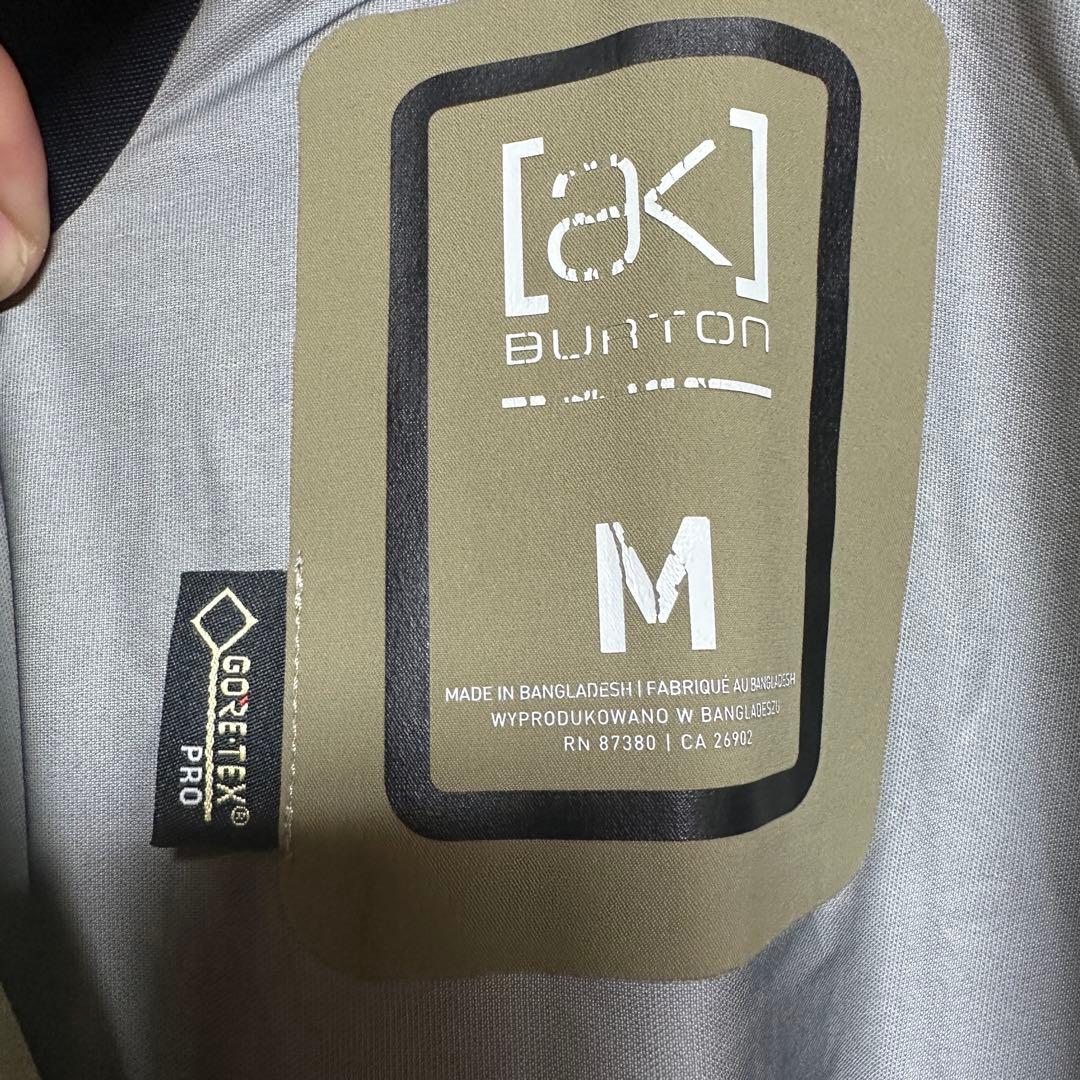 [ak]
BURTON
M
MADE IN BANGLADESH | FABRIQUÉ AU BANGLADESH
WYPRODUKOWANO W BANGLADESZU
RN 87380 | CA 26902
GORE-TEX®
PRO